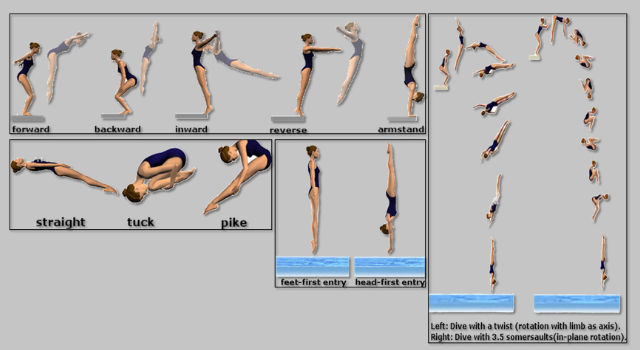 forward backward inward reverse armstand
straight tuck pike
feet-first entry head-first entry
Left: Dive with a twist (rotation with limb as axis).
Right: Dive with 3.5 somersaults(in-plane rotation).